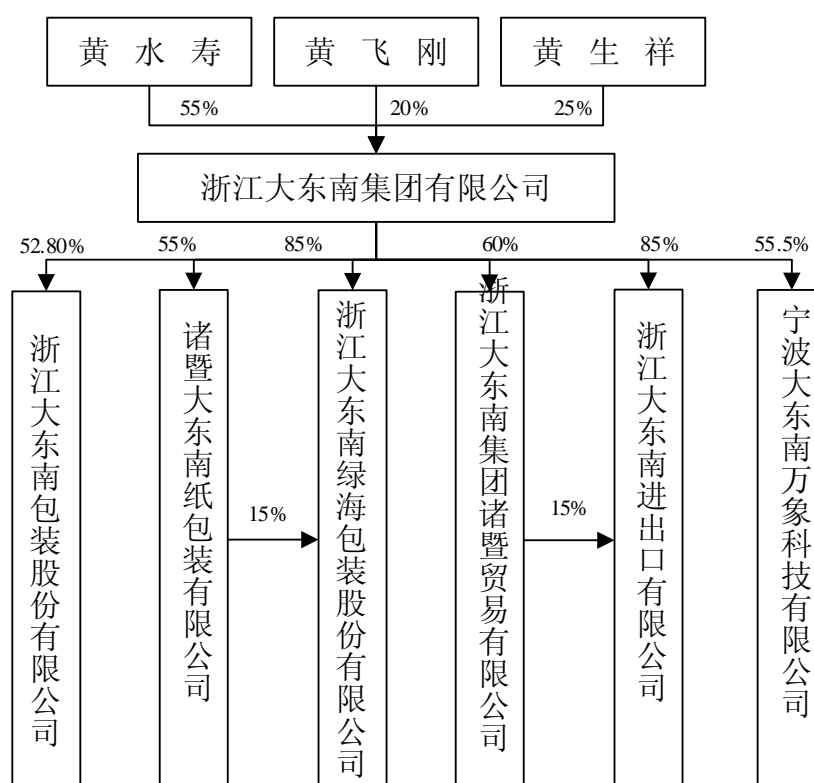 黄 水 寿
黄 飞 刚
黄 生 祥
55%
20%
25%
浙江大东南集团有限公司
52.80%
55%
85%
60%
85%
55.5%
浙江大东南包装股份有限公司
诸暨大东南纸包装有限公司
15%
浙江大东南绿海包装股份有限公司
浙江大东南集团诸暨贸易有限公司
15%
浙江大东南进出口有限公司
宁波大东南万象科技有限公司